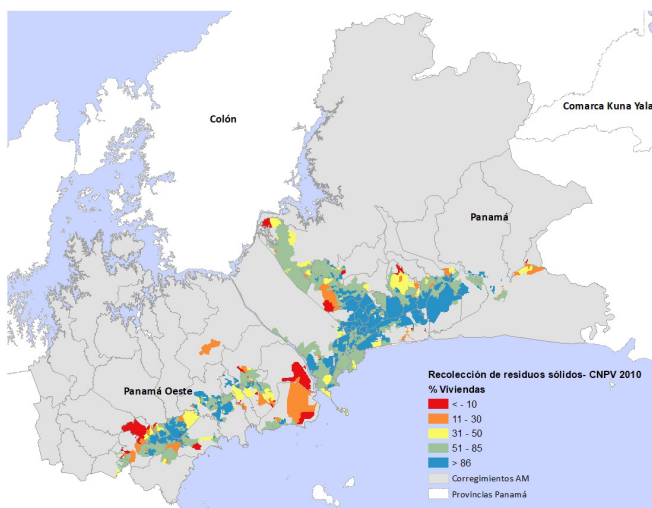 Colón
Comarca Kuna Yala
Panamá
Panamá Oeste
Recolección de residuos sólidos- CNPV 2010
% Viviendas
< - 10
11 - 30
31 - 50
51 - 85
> 86
Corregimientos AM
Provincias Panamá